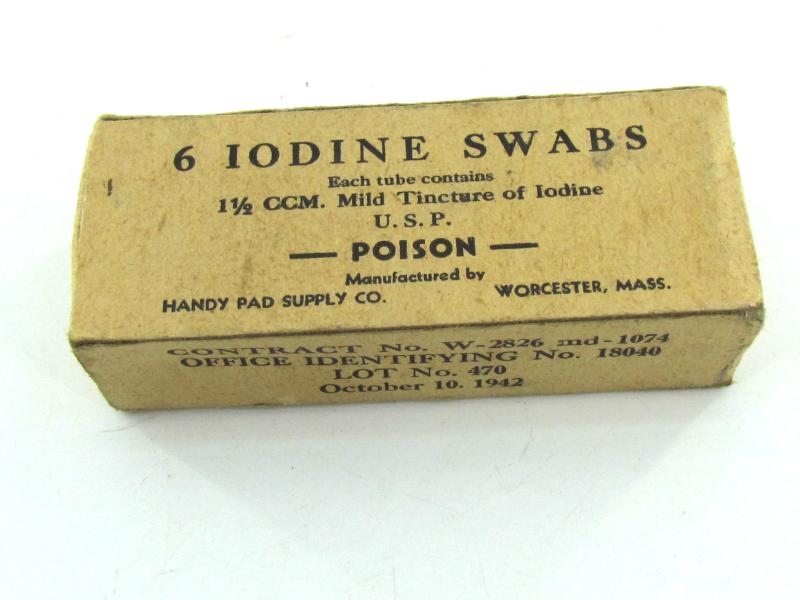 6 IODINE SWABS
Each tube contains
1½ CCM. Mild Tincture of Iodine
U. S. P.
— POISON —
Manufactured by
HANDY PAD SUPPLY CO. WORCESTER, MASS.
CONTRACT No. W-2826 md-1074
OFFICE IDENTIFYING No. 18040
LOT No. 470
October 10, 1942